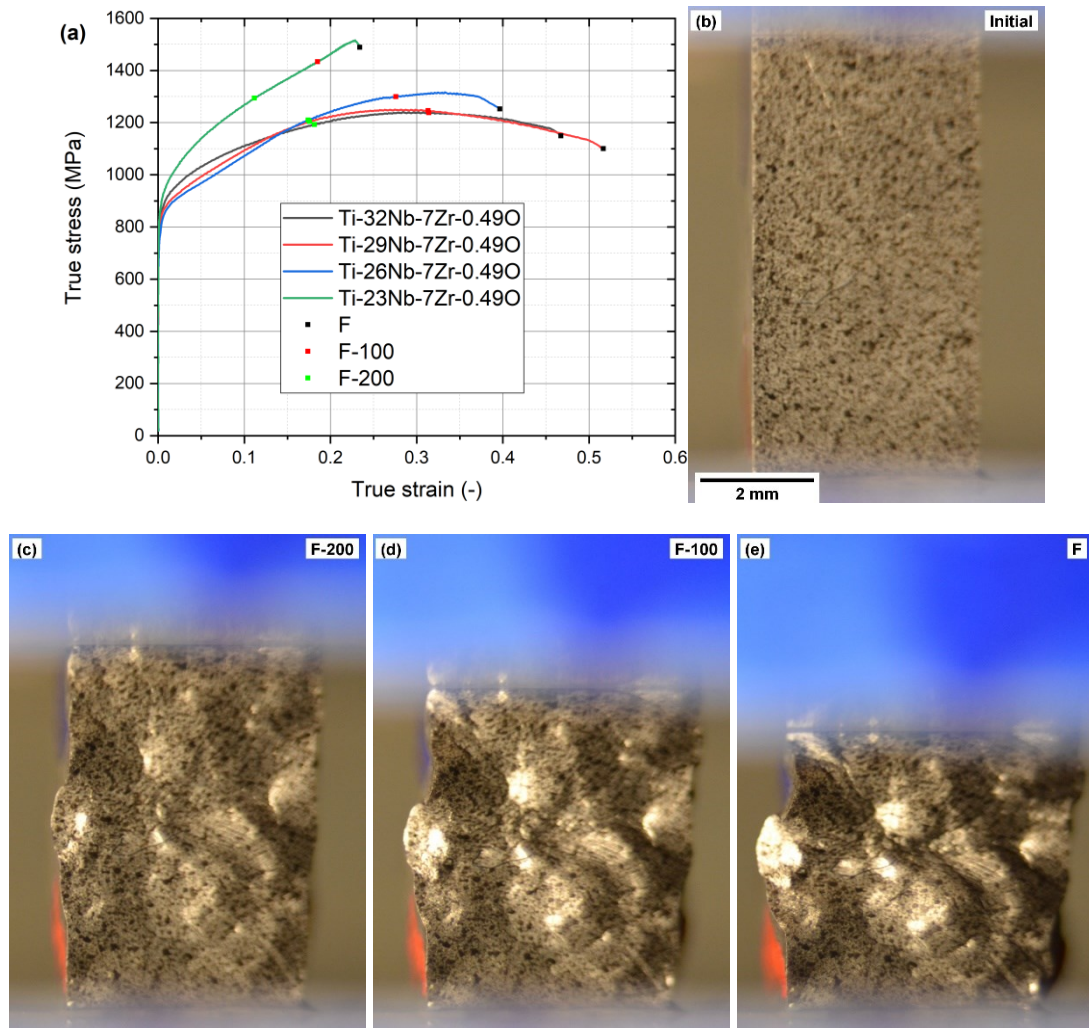 (a)
1600
1400
1200
1000
800
600
400
200
0
True stress (MPa)
Ti-32Nb-7Zr-0.49O
Ti-29Nb-7Zr-0.49O
Ti-26Nb-7Zr-0.49O
Ti-23Nb-7Zr-0.49O
F
F-100
F-200
0.0 0.1 0.2 0.3 0.4 0.5 0.6
True strain (-)
(b) Initial
2 mm
(c) F-200
(d) F-100
(e) F